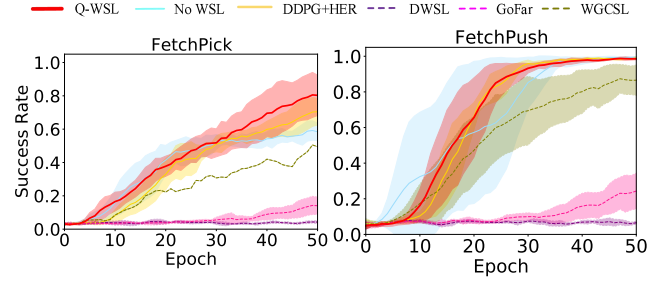 Q-WSL No WSL DDPG+HER DWSL GoFar WGCSL
FetchPick
FetchPush
Success Rate
1.0
0.8
0.6
0.4
0.2
0.0
0 10 20 30 40 50
Epoch
1.0
0.8
0.6
0.4
0.2
0.0
0 10 20 30 40 50
Epoch